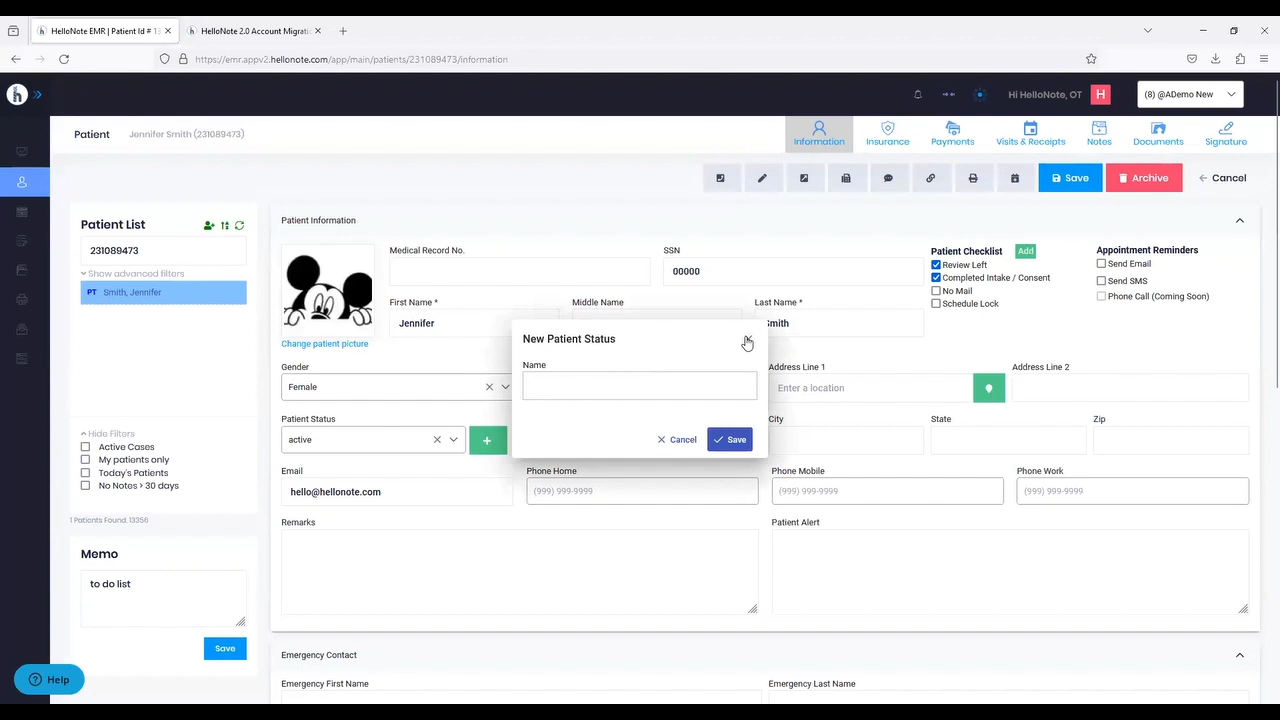 HelloNote EMR | Patient Id # 13
HelloNote 2.0 Account Migratio
https://emr.appv2.hellonote.com/app/main/patients/231089473/information
h
Hi HelloNote, OT
H
(8) @ADemo New
Patient
Jennifer Smith (231089473)
Information
Insurance
Payments
Visits & Receipts
Notes
Documents
Signature
Save
Archive
Cancel
Patient List
231089473
Show advanced filters
PT Smith, Jennifer
Hide Filters
Active Cases
My patients only
Today's Patients
No Notes > 30 days
1 Patients Found, 13356
Memo
to do list
Save
Help
Patient Information
Change patient picture
Medical Record No.
SSN
00000
First Name *
Jennifer
Middle Name
Last Name *
Smith
Patient Checklist
Add
Review Left
Completed Intake / Consent
No Mail
Schedule Lock
Appointment Reminders
Send Email
Send SMS
Phone Call (Coming Soon)
Gender
Female
Address Line 1
Enter a location
Address Line 2
Patient Status
active
City
State
Zip
New Patient Status
Name
Cancel
Save
Email
hello@hellonote.com
Phone Home
(999) 999-9999
Phone Mobile
(999) 999-9999
Phone Work
(999) 999-9999
Remarks
Patient Alert
Emergency Contact
Emergency First Name
Emergency Last Name